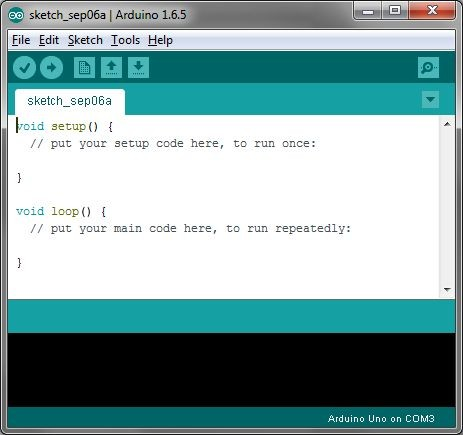 sketch_sep06a | Arduino 1.6.5
File Edit Sketch Tools Help
sketch_sep06a
void setup() {
// put your setup code here, to run once:
}
void loop() {
// put your main code here, to run repeatedly:
}
Arduino Uno on COM3